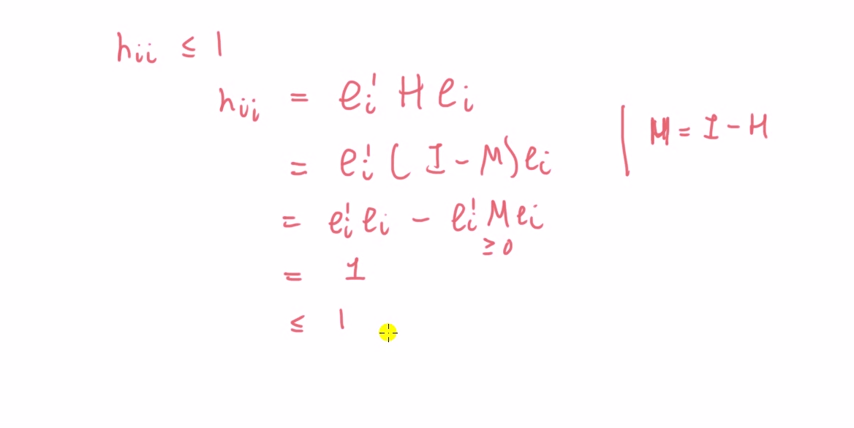 hii ≤ 1
hii = ei' H ei
M = I - H
= ei' ( I - M) ei
= ei' ei - ei' M ei
≥ 0
= 1
≤ 1